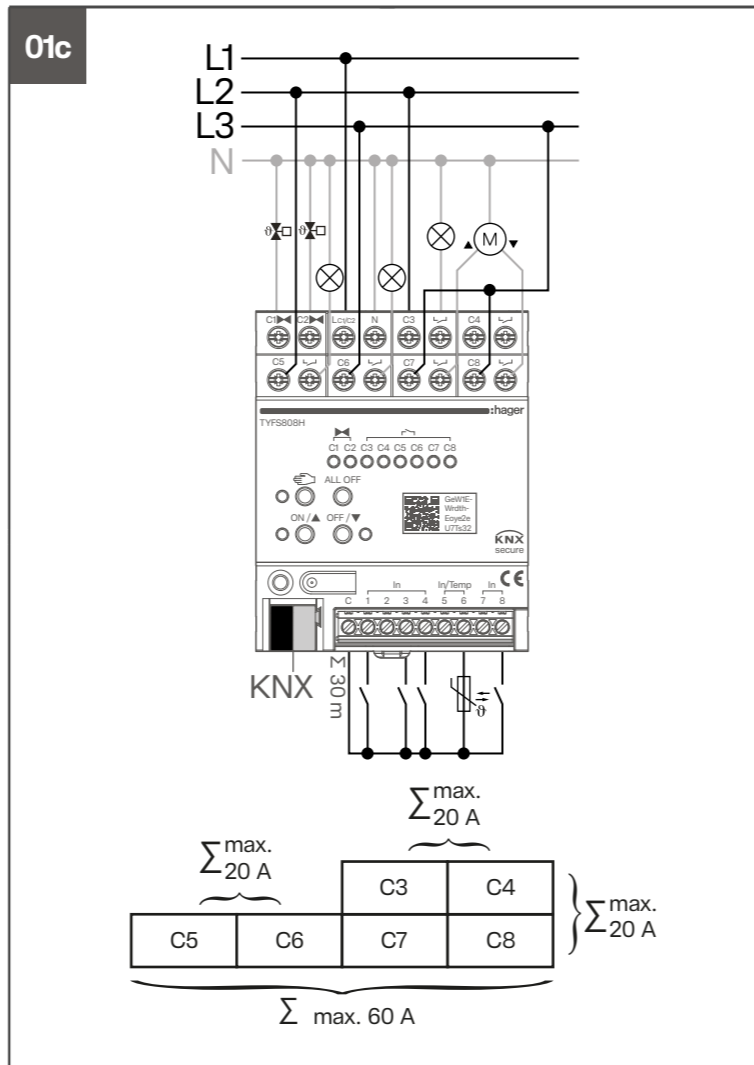 01c
L1
L2
L3
N
ϑ ϑ
M
C1 C2 LC1/C2 N C3 C4
C5 C6 C7 C8
:hager
TYFS808H
C1 C2 C3 C4 C5 C6 C7 C8
ALL OFF
GeW1E-
Wrdth-
Eoye2e
U7Ts32
ON /▲ OFF /▼
KNX
secure
CE
In In/Temp In
C 1 2 3 4 5 6 7 8
KNX
Σ 30 m
ϑ
Σ max. 20 A
Σ max. 20 A
C3 C4
Σ max. 20 A
C5 C6 C7 C8
Σ max. 60 A